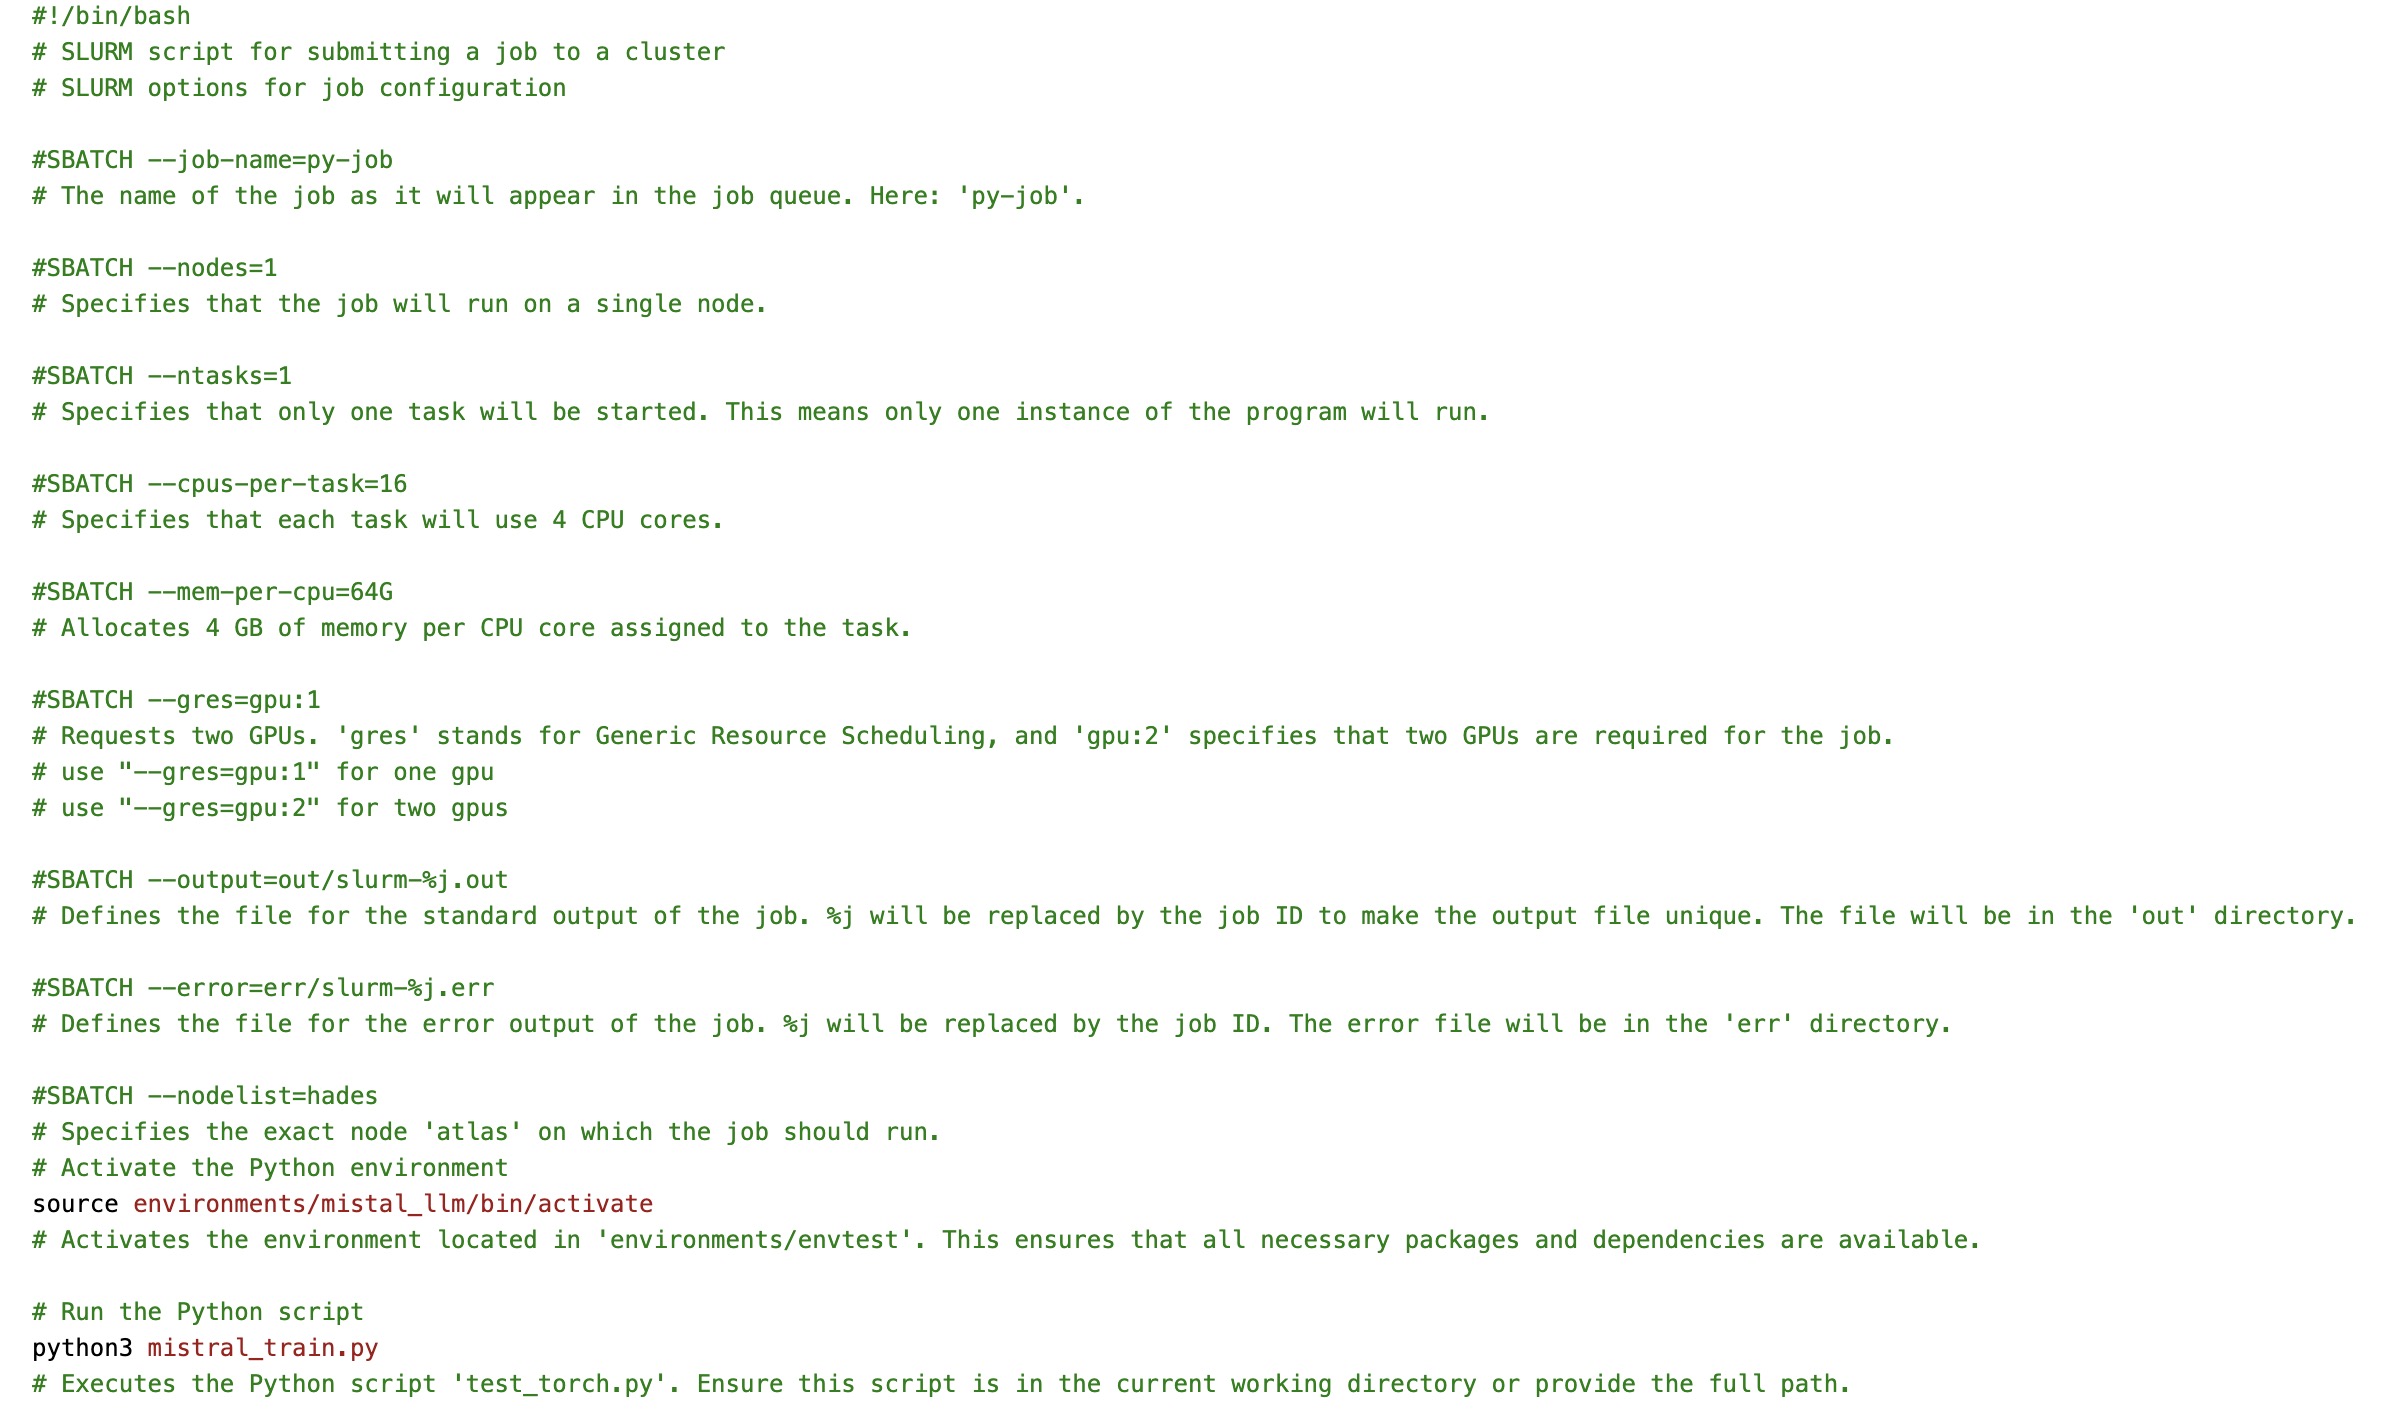 #!/bin/bash
# SLURM script for submitting a job to a cluster
# SLURM options for job configuration
#SBATCH --job-name=py-job
# The name of the job as it will appear in the job queue. Here: 'py-job'.
#SBATCH --nodes=1
# Specifies that the job will run on a single node.
#SBATCH --ntasks=1
# Specifies that only one task will be started. This means only one instance of the program will run.
#SBATCH --cpus-per-task=16
# Specifies that each task will use 4 CPU cores.
#SBATCH --mem-per-cpu=64G
# Allocates 4 GB of memory per CPU core assigned to the task.
#SBATCH --gres=gpu:1
# Requests two GPUs. 'gres' stands for Generic Resource Scheduling, and 'gpu:2' specifies that two GPUs are required for the job.
# use "--gres=gpu:1" for one gpu
# use "--gres=gpu:2" for two gpus
#SBATCH --output=out/slurm-%j.out
# Defines the file for the standard output of the job. %j will be replaced by the job ID to make the output file unique. The file will be in the 'out' directory.
#SBATCH --error=err/slurm-%j.err
# Defines the file for the error output of the job. %j will be replaced by the job ID. The error file will be in the 'err' directory.
#SBATCH --nodelist=hades
# Specifies the exact node 'atlas' on which the job should run.
# Activate the Python environment
source environments/mistal_llm/bin/activate
# Activates the environment located in 'environments/envtest'. This ensures that all necessary packages and dependencies are available.
# Run the Python script
python3 mistral_train.py
# Executes the Python script 'test_torch.py'. Ensure this script is in the current working directory or provide the full path.